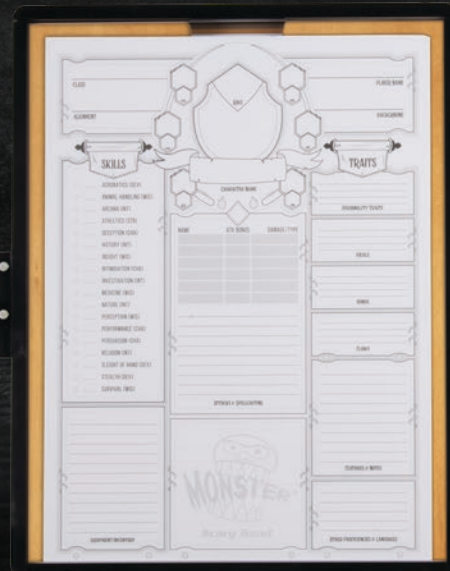 CLASS
PLAYER NAME
ALIGNMENT
BACKGROUND
SKILLS
TRAITS
CHARACTER NAME
ACROBATICS (DEX)
ANIMAL HANDLING (WIS)
ARCANA (INT)
ATHLETICS (STR)
DECEPTION (CHA)
HISTORY (INT)
INSIGHT (WIS)
INTIMIDATION (CHA)
INVESTIGATION (INT)
MEDICINE (WIS)
NATURE (INT)
PERCEPTION (WIS)
PERFORMANCE (CHA)
PERSUASION (CHA)
RELIGION (INT)
SLEIGHT OF HAND (DEX)
STEALTH (DEX)
SURVIVAL (WIS)
NAME ATK BONUS DAMAGE/TYPE
ATTACKS & SPELLCASTING
PERSONALITY TRAITS
IDEALS
BONDS
FLAWS
FEATURES &
EQUIPMENT/INVENTORY
MONSTER
Scary Good
OTHER PROFICIENCIES & LANGUAGES